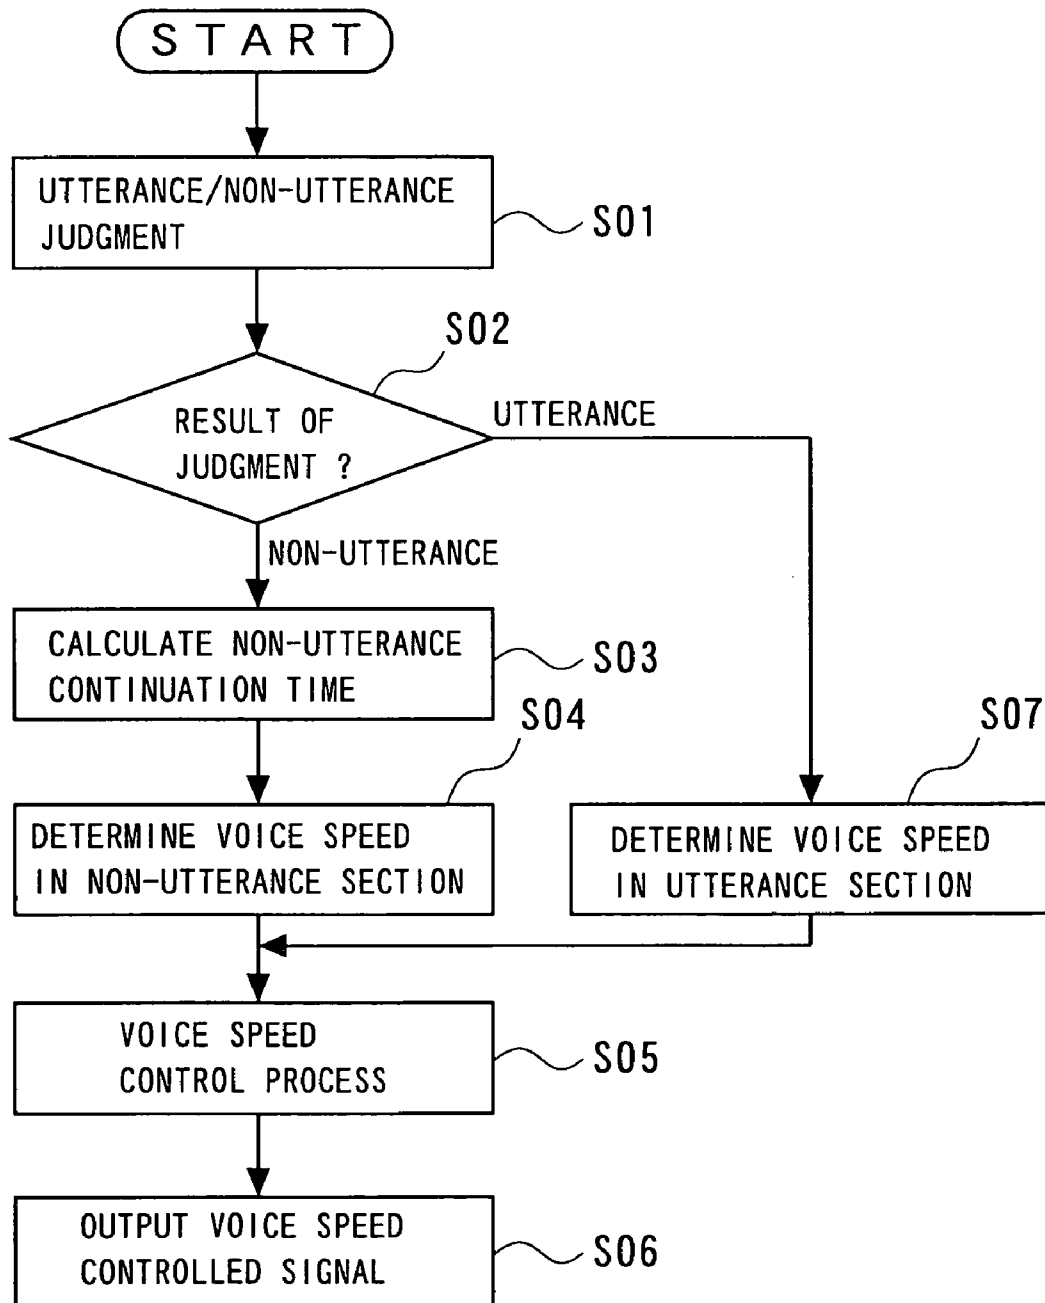 START
UTTERANCE/NON-UTTERANCE
JUDGMENT
S01
S02
RESULT OF
JUDGMENT ?
UTTERANCE
NON-UTTERANCE
CALCULATE NON-UTTERANCE
CONTINUATION TIME
S03
S04
DETERMINE VOICE SPEED
IN NON-UTTERANCE SECTION
S07
DETERMINE VOICE SPEED
IN UTTERANCE SECTION
VOICE SPEED
CONTROL PROCESS
S05
OUTPUT VOICE SPEED
CONTROLLED SIGNAL
S06